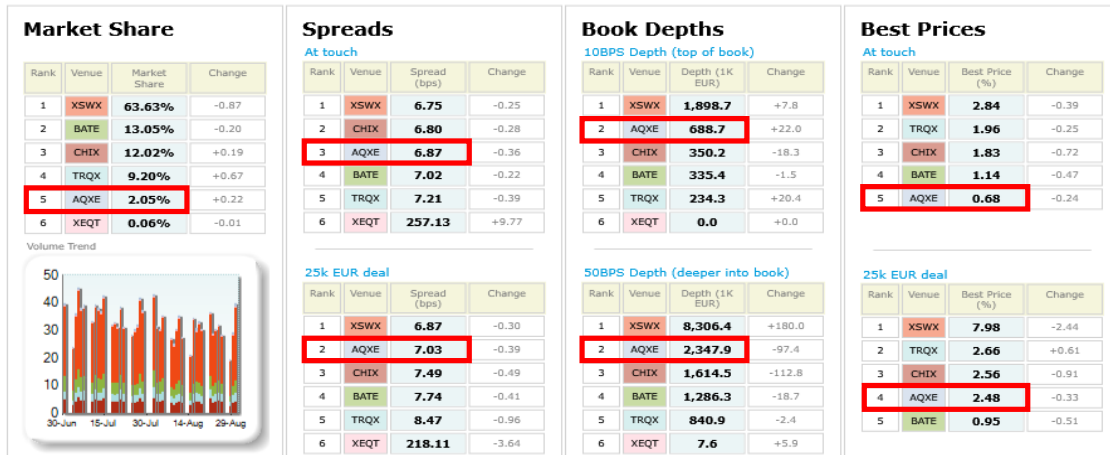 Market Share
Rank Venue Market Share Change
1 XSWX 63.63% -0.87
2 BATE 13.05% -0.20
3 CHIX 12.02% +0.19
4 TRQX 9.20% +0.67
5 AQXE 2.05% +0.22
6 XEQT 0.06% -0.01
Volume Trend
50
40
30
20
10
0
30-Jun 15-Jul 30-Jul 14-Aug 29-Aug
Spreads
At touch
Rank Venue Spread (bps) Change
1 XSWX 6.75 -0.25
2 CHIX 6.80 -0.28
3 AQXE 6.87 -0.36
4 BATE 7.02 -0.22
5 TRQX 7.21 -0.39
6 XEQT 257.13 +9.77
25k EUR deal
Rank Venue Spread (bps) Change
1 XSWX 6.87 -0.30
2 AQXE 7.03 -0.39
3 CHIX 7.49 -0.49
4 BATE 7.74 -0.41
5 TRQX 8.47 -0.96
6 XEQT 218.11 -3.64
Book Depths
10BPS Depth (top of book)
Rank Venue Depth (1K EUR) Change
1 XSWX 1,898.7 +7.8
2 AQXE 688.7 +22.0
3 CHIX 350.2 -18.3
4 BATE 335.4 -1.5
5 TRQX 234.3 +20.4
6 XEQT 0.0 +0.0
50BPS Depth (deeper into book)
Rank Venue Depth (1K EUR) Change
1 XSWX 8,306.4 +180.0
2 AQXE 2,347.9 -97.4
3 CHIX 1,614.5 -112.8
4 BATE 1,286.3 -18.7
5 TRQX 840.9 -2.4
6 XEQT 7.6 +5.9
Best Prices
At touch
Rank Venue Best Price (%) Change
1 XSWX 2.84 -0.39
2 TRQX 1.96 -0.25
3 CHIX 1.83 -0.72
4 BATE 1.14 -0.47
5 AQXE 0.68 -0.24
25k EUR deal
Rank Venue Best Price (%) Change
1 XSWX 7.98 -2.44
2 TRQX 2.66 +0.61
3 CHIX 2.56 -0.91
4 AQXE 2.48 -0.33
5 BATE 0.95 -0.51